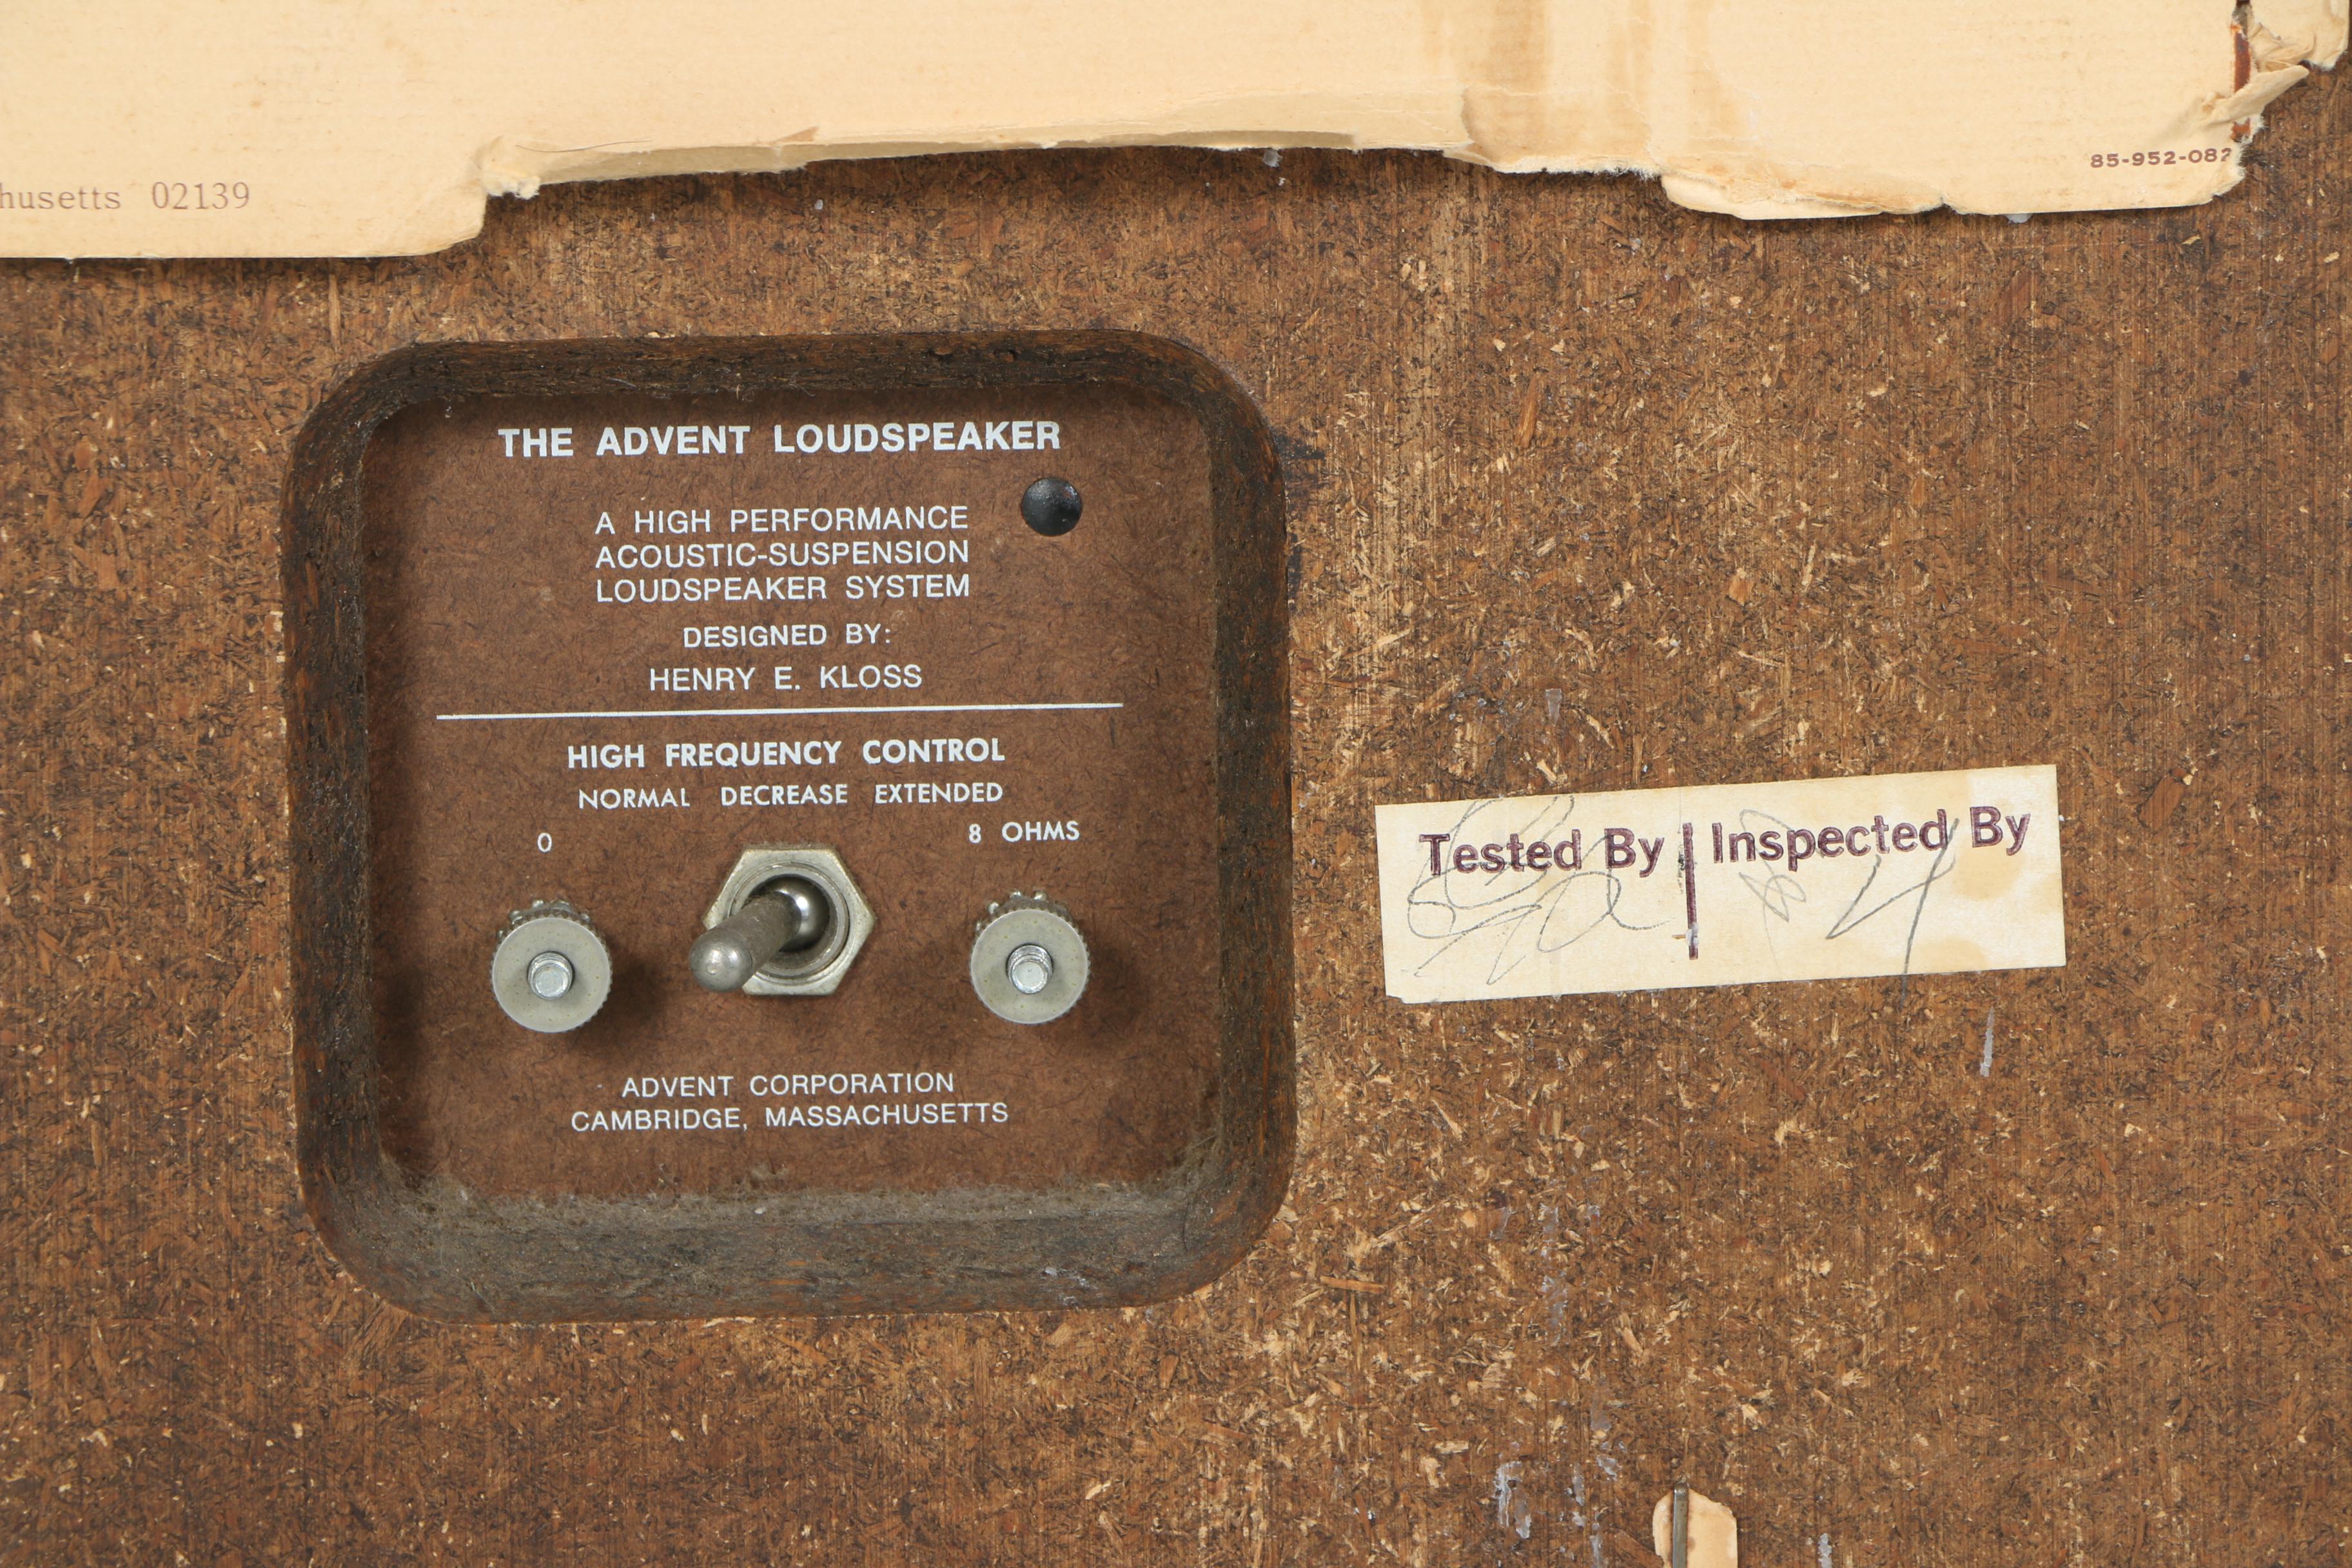 husetts 02139
85-952-082
THE ADVENT LOUDSPEAKER
A HIGH PERFORMANCE
ACOUSTIC-SUSPENSION
LOUDSPEAKER SYSTEM
DESIGNED BY:
HENRY E. KLOSS
HIGH FREQUENCY CONTROL
NORMAL DECREASE EXTENDED
0 8 OHMS
ADVENT CORPORATION
CAMBRIDGE, MASSACHUSETTS
Tested By | Inspected By